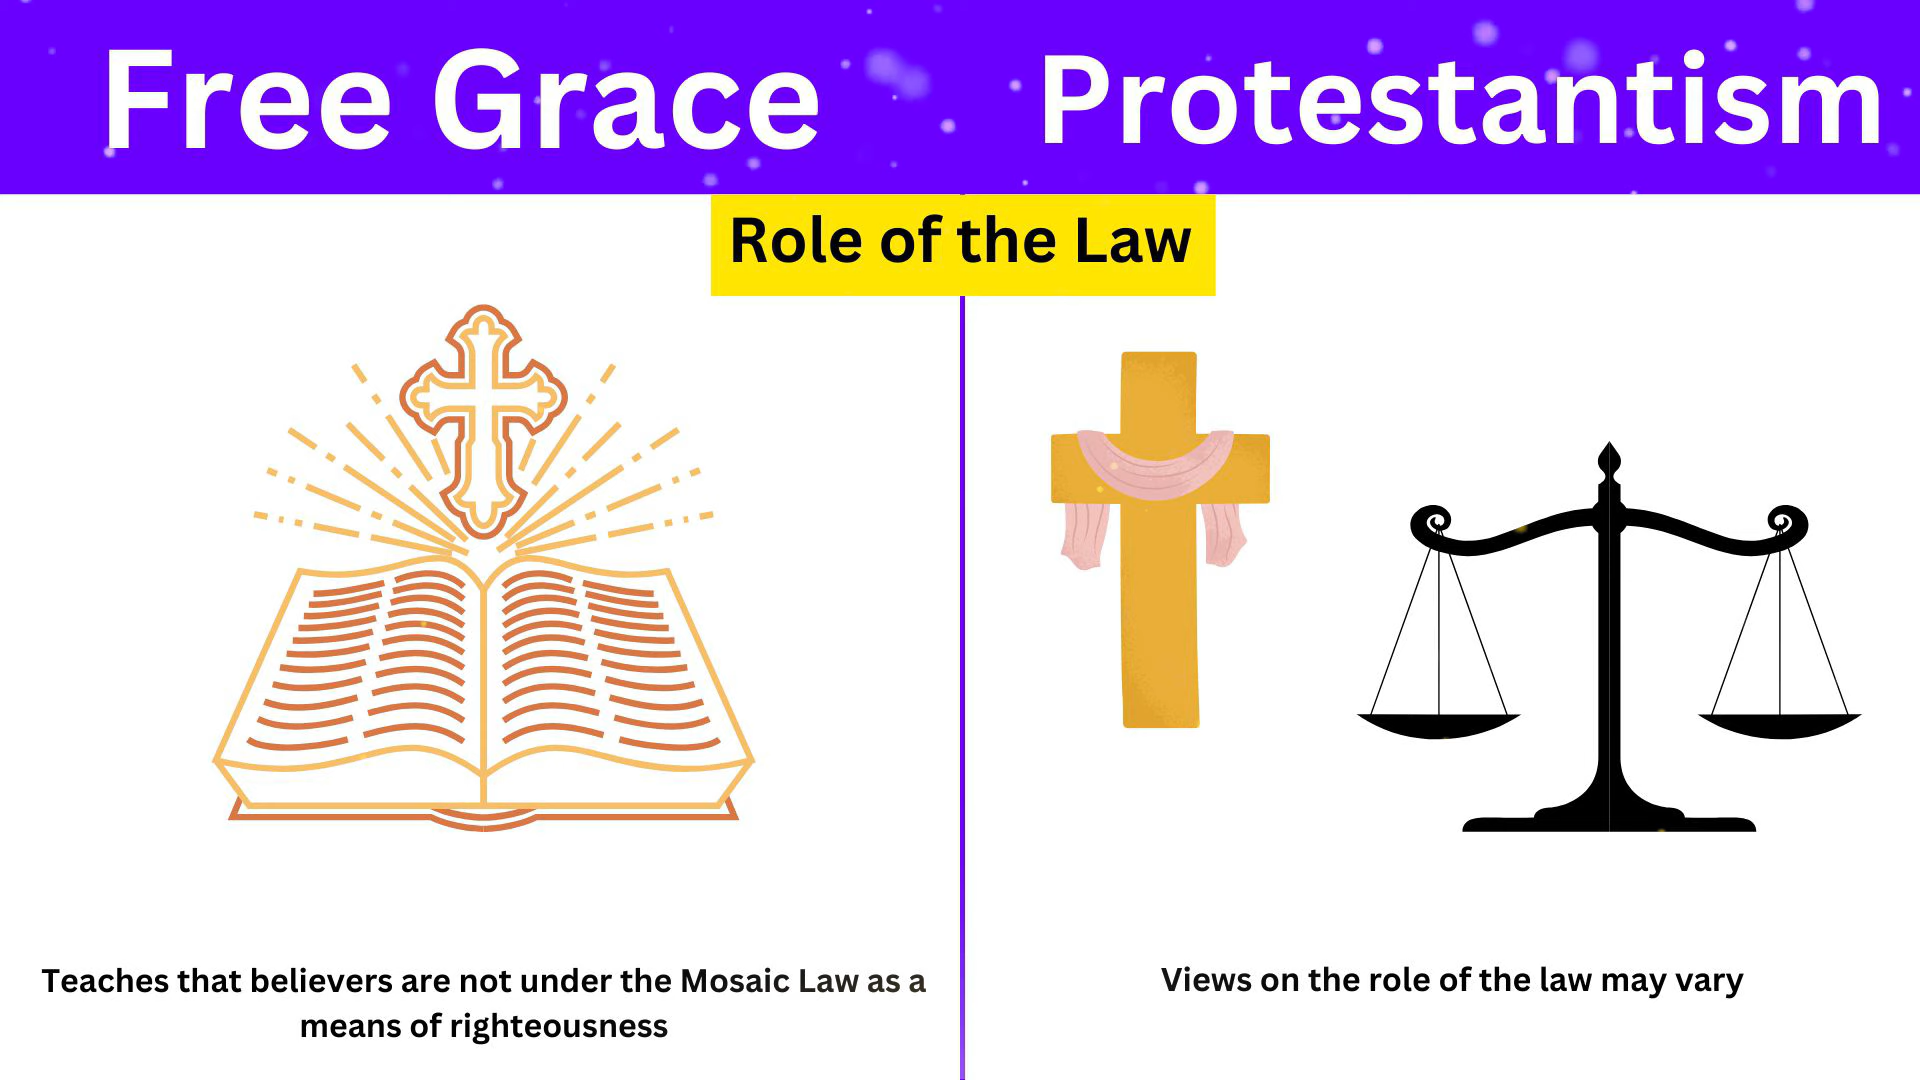 Free Grace
Protestantism
Role of the Law
Teaches that believers are not under the Mosaic Law as a
means of righteousness
Views on the role of the law may vary